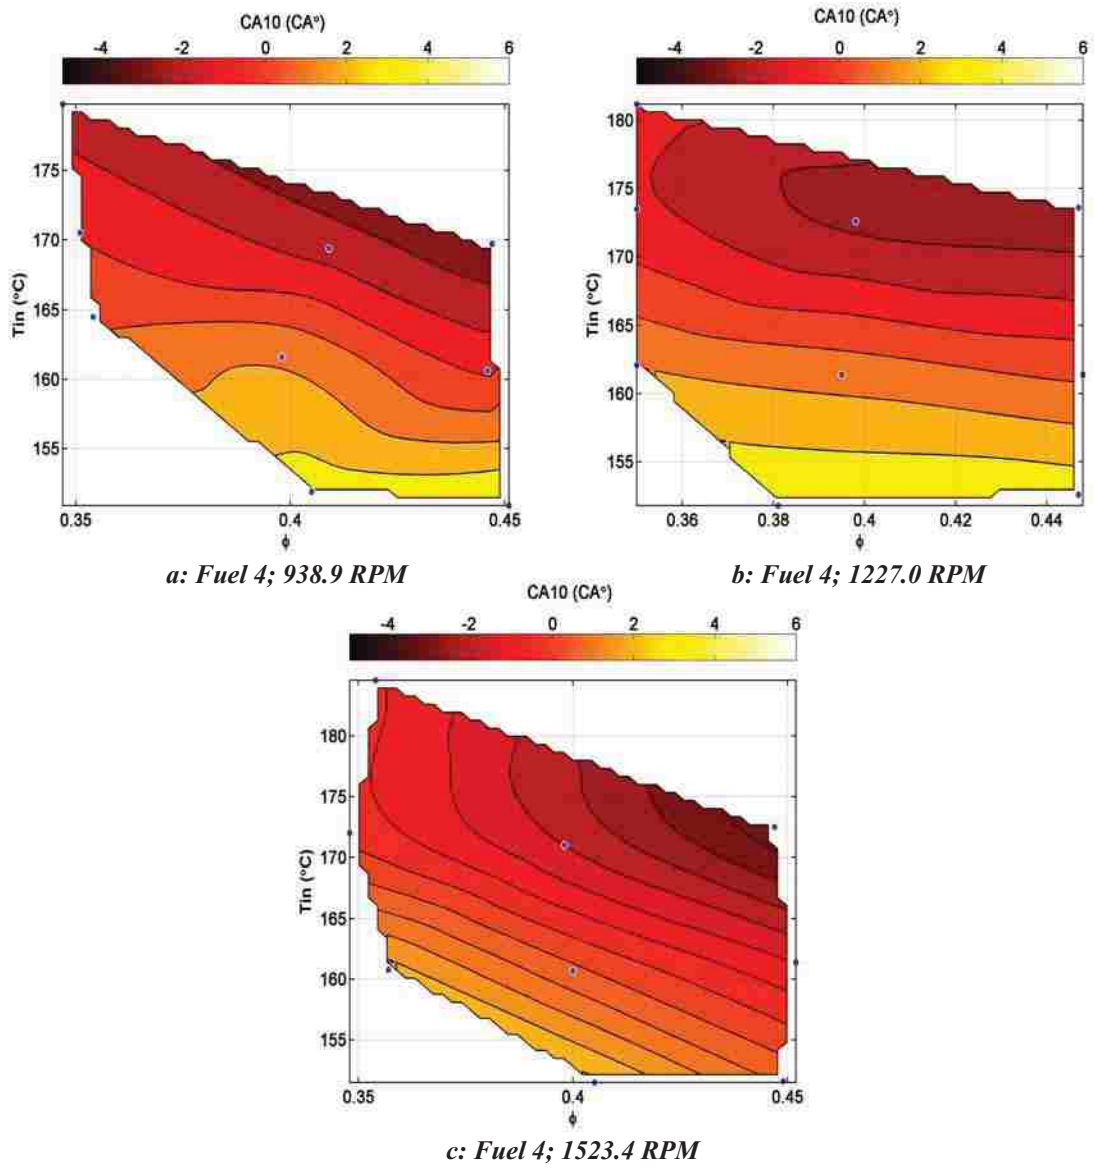 CA10 (CA°)
-4 -2 0 2 4 6
175
170
165
160
155
Tin (°C)
0.35 0.4 0.45
ϕ
a: Fuel 4; 938.9 RPM
CA10 (CA°)
-4 -2 0 2 4 6
180
175
170
165
160
155
Tin (°C)
0.36 0.38 0.4 0.42 0.44
ϕ
b: Fuel 4; 1227.0 RPM
CA10 (CA°)
-4 -2 0 2 4 6
180
175
170
165
160
155
Tin (°C)
0.35 0.4 0.45
ϕ
c: Fuel 4; 1523.4 RPM